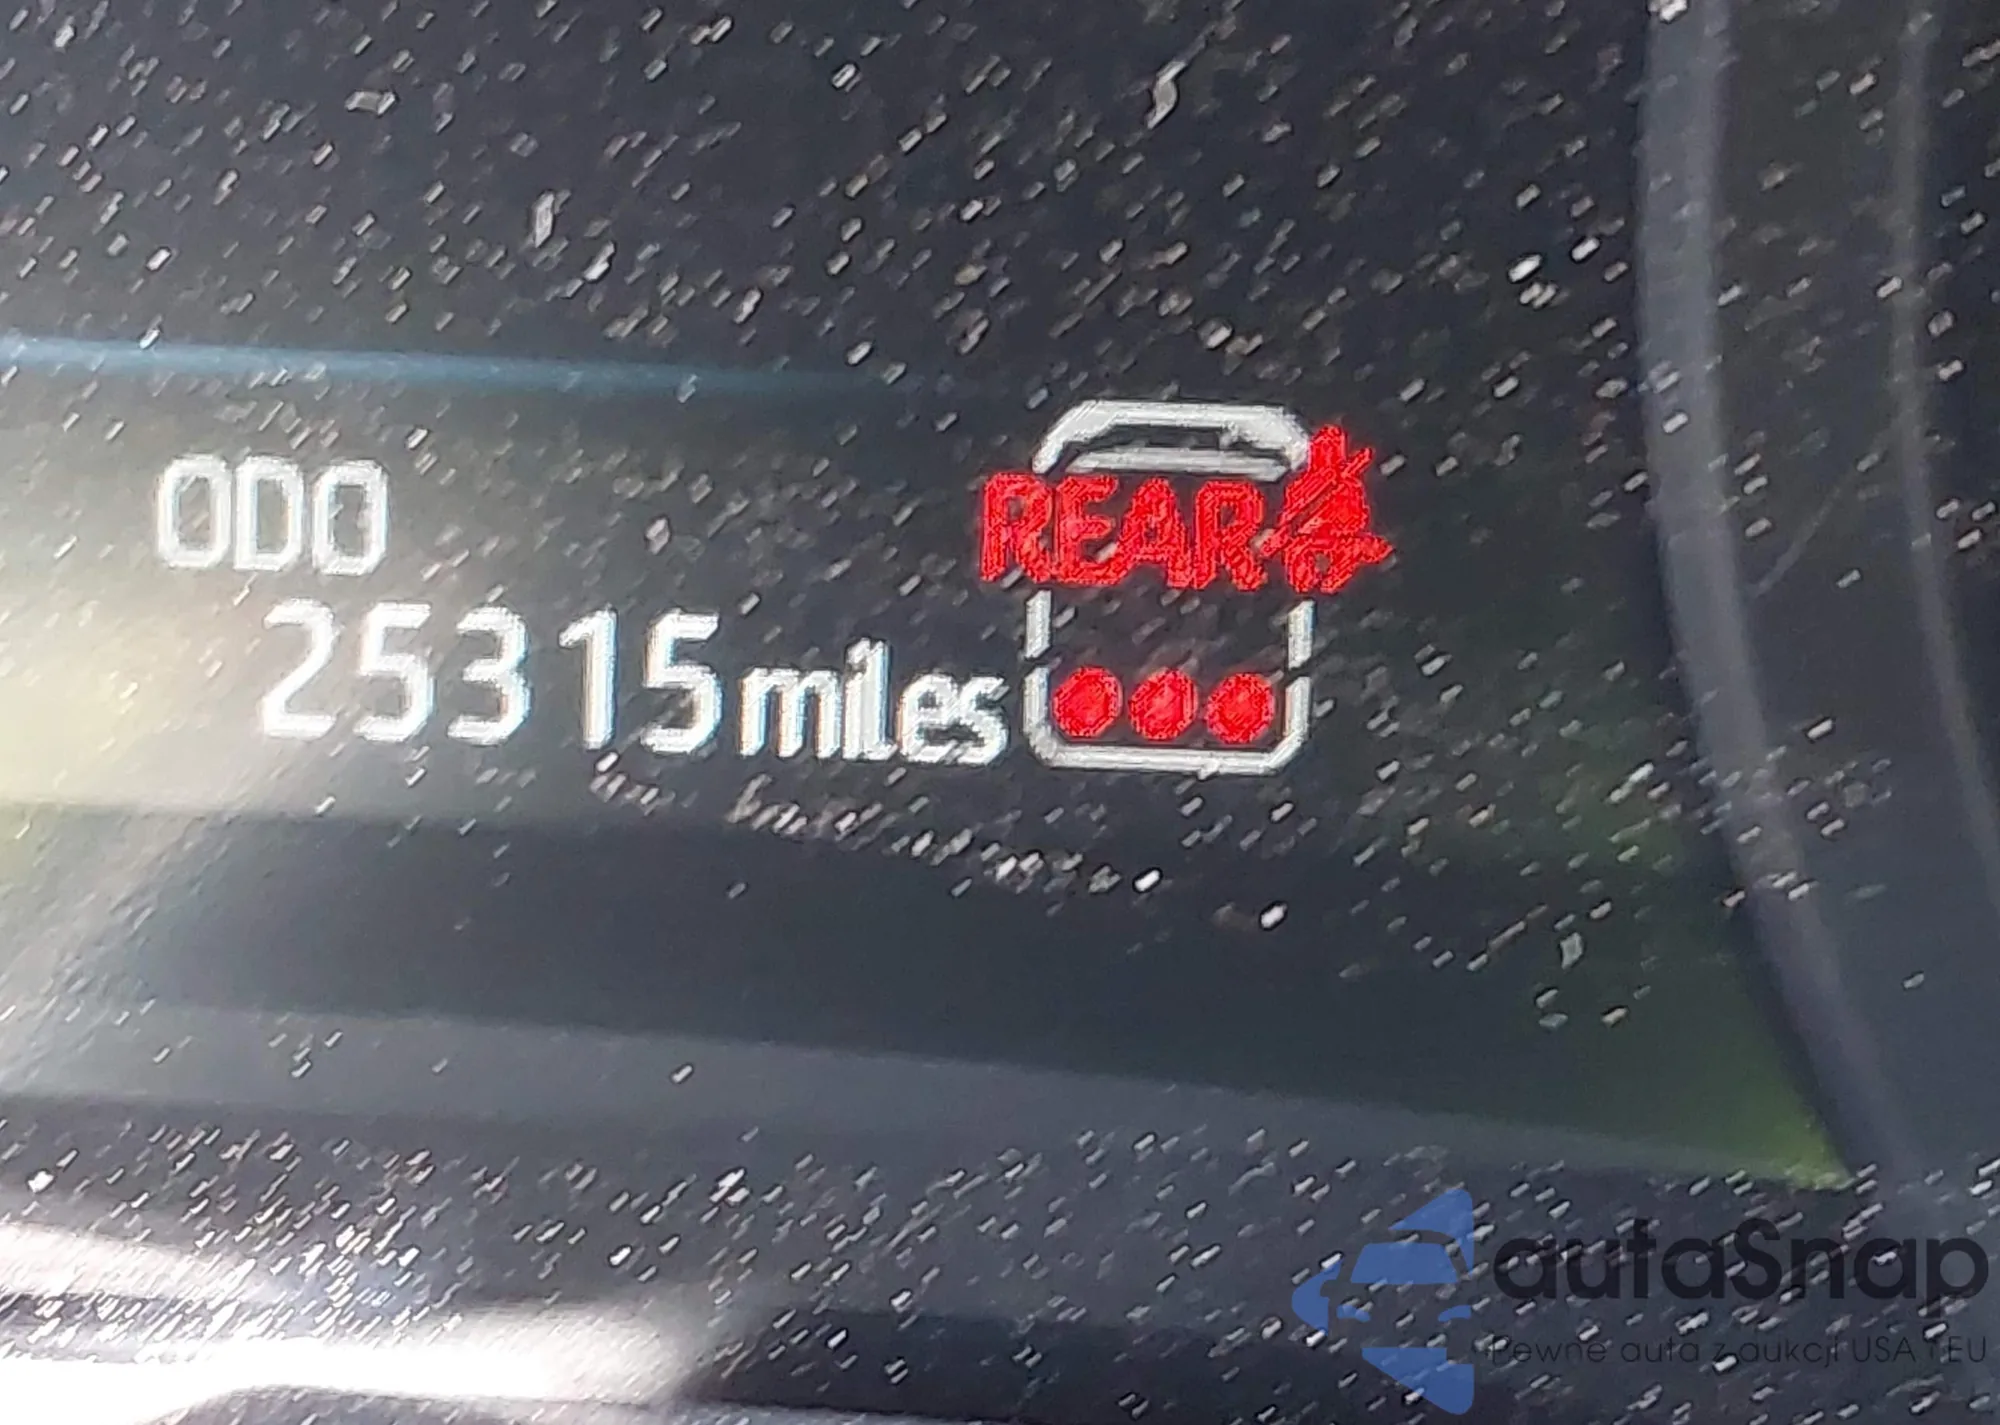 ODO
25315 miles
REAR
autaSnap
Pewne auta z aukcji USA i EU